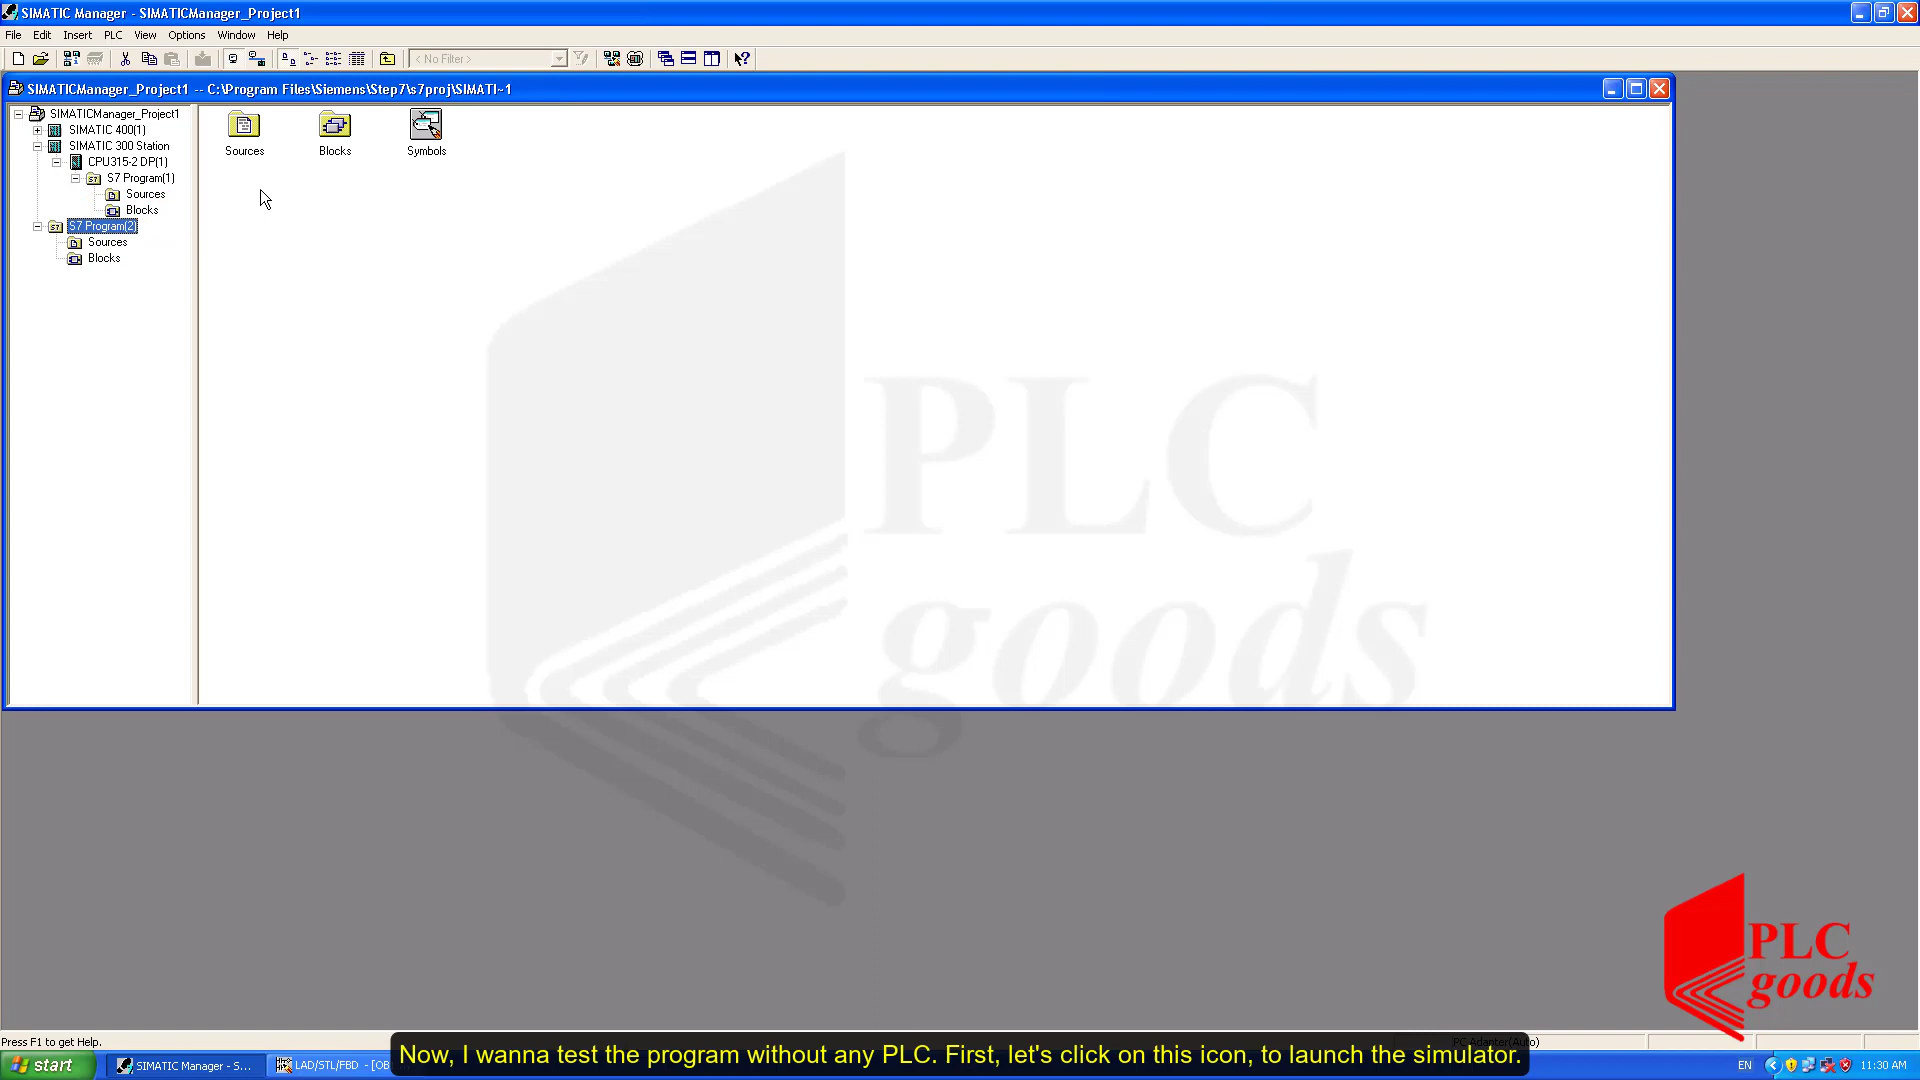 SIMATIC Manager - SIMATICManager_Project1
File Edit Insert PLC View Options Window Help
< No Filter >
SIMATICManager_Project1 -- C:\Program Files\Siemens\Step7\s7proj\SIMATI~1
SIMATICManager_Project1
SIMATIC 400(1)
SIMATIC 300 Station
CPU315-2 DP(1)
S7 Program(1)
Sources
Blocks
S7 Program(2)
Sources
Blocks
Sources Blocks Symbols
PLC
goods
PLC
goods
Press F1 to get Help.
PC Adapter(Auto)
start
SIMATIC Manager - S...
LAD/STL/FBD - [OB
Now, I wanna test the program without any PLC. First, let's click on this icon, to launch the simulator.
EN
11:30 AM